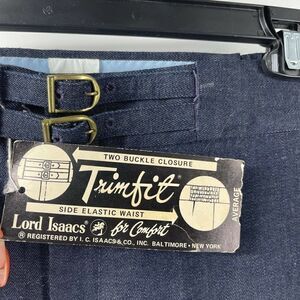 TWO BUCKLE CLOSURE
Trimfit®
SIDE ELASTIC WAIST
AVERAGE
Lord Isaacs® for Comfort
® REGISTERED BY I. C. ISAACS & CO., INC. BALTIMORE • NEW YORK